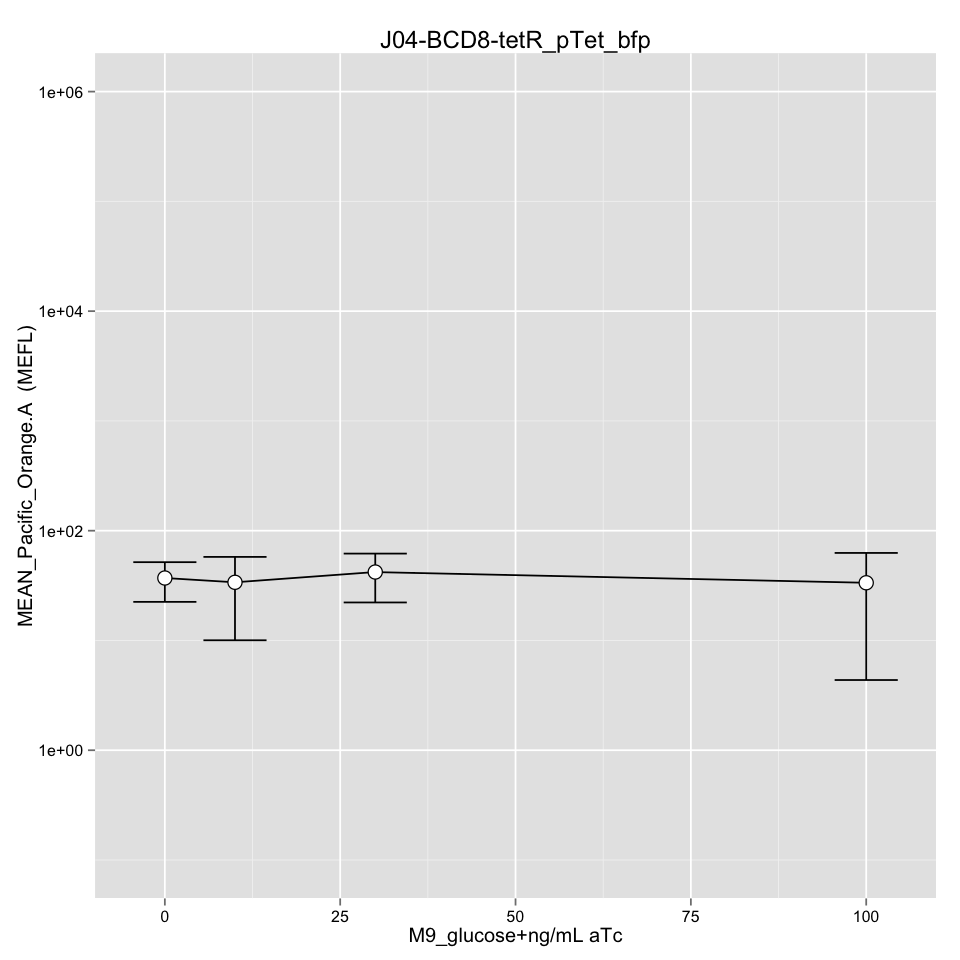 J04-BCD8-tetR_pTet_bfp
MEAN_Pacific_Orange.A (MEFL)
1e+06
1e+04
1e+02
1e+00
0
25
50
75
100
M9_glucose+ng/mL aTc